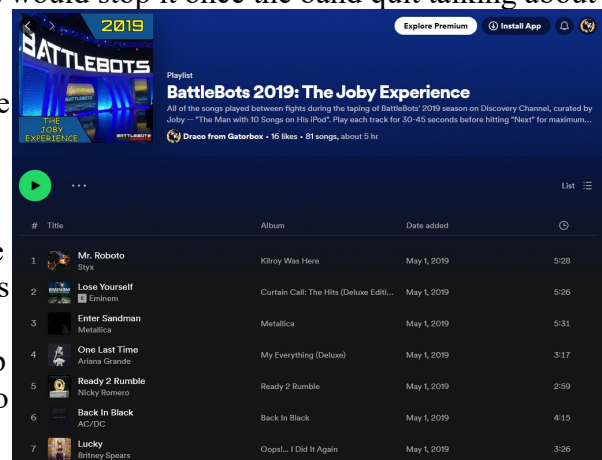 would stop it once the band quit talking about
2019
BATTLEBOTS
THE
JOBY
EXPERIENCE
BATTLEBOTS
Explore Premium
Install App
Playlist
BattleBots 2019: The Joby Experience
All of the songs played between fights during the taping of BattleBots' 2019 season on Discovery Channel, curated by
Joby -- "The Man with 10 Songs on His iPod". Play each track for 30-45 seconds before hitting "Next" for maximum...
Draco from Gatorbox • 16 likes • 81 songs, about 5 hr
List
# Title Album Date added
1 Mr. Roboto Kilroy Was Here May 1, 2019 5:28
Styx
2 Lose Yourself Curtain Call: The Hits (Deluxe Editi... May 1, 2019 5:26
E Eminem
3 Enter Sandman Metallica May 1, 2019 5:31
Metallica
4 One Last Time My Everything (Deluxe) May 1, 2019 3:17
Ariana Grande
5 Ready 2 Rumble Ready 2 Rumble May 1, 2019 2:59
Nicky Romero
6 Back In Black Back In Black May 1, 2019 4:15
AC/DC
7 Lucky Oops!... I Did It Again May 1, 2019 3:26
Britney Spears